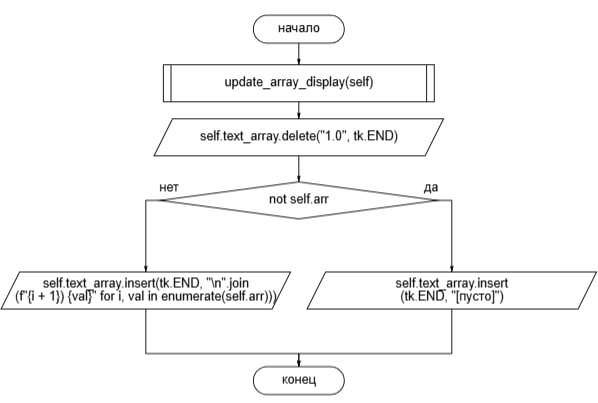 начало
update_array_display(self)
self.text_array.delete("1.0", tk.END)
нет
да
not self.arr
self.text_array.insert(tk.END, "\n".join
(f"{i + 1}) {val}" for i, val in enumerate(self.arr)))
self.text_array.insert
(tk.END, "[пусто]")
конец